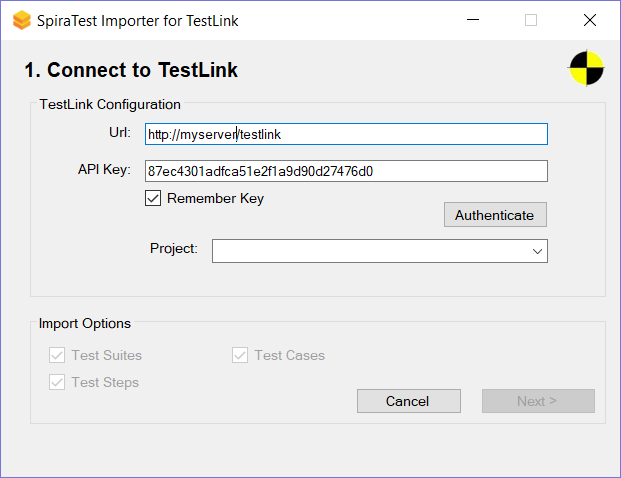 SpiraTest Importer for TestLink
1. Connect to TestLink
TestLink Configuration
Url: http://myserver/testlink
API Key: 87ec4301adfca51e2f1a9d90d27476d0
Remember Key
Authenticate
Project:
Import Options
Test Suites Test Cases
Test Steps
Cancel Next >